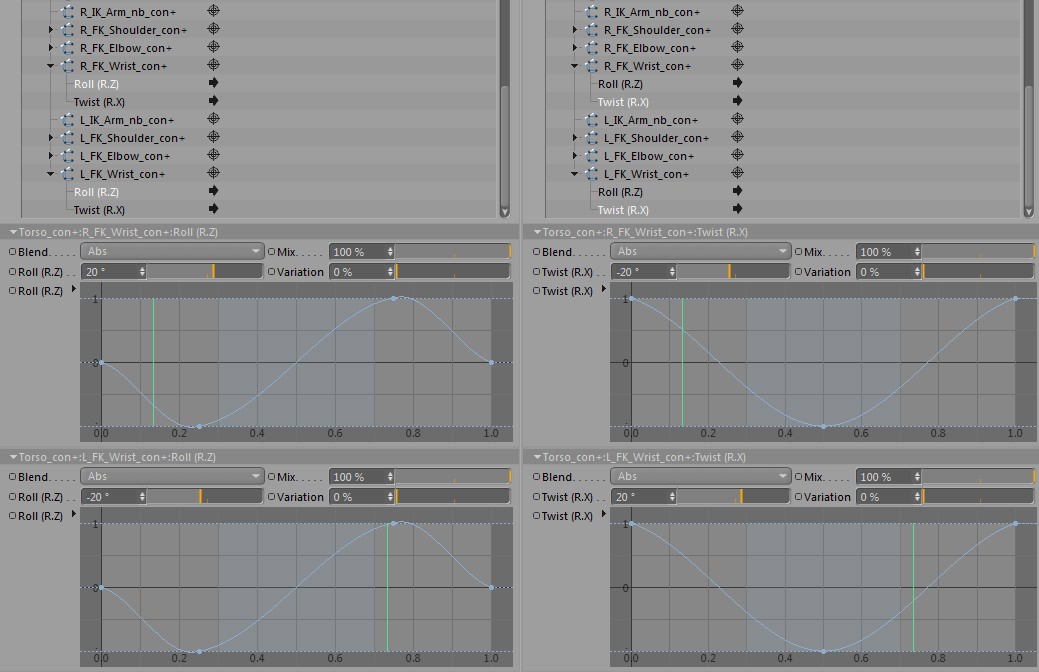 R_IK_Arm_nb_con+
R_FK_Shoulder_con+
R_FK_Elbow_con+
R_FK_Wrist_con+
Roll (R.Z)
Twist (R.X)
L_IK_Arm_nb_con+
L_FK_Shoulder_con+
L_FK_Elbow_con+
L_FK_Wrist_con+
Roll (R.Z)
Twist (R.X)
Torso_con+:R_FK_Wrist_con+:Roll (R.Z)
Blend. . . . . Abs Mix. . . . . 100 %
Roll (R.Z) . . 20 ° Variation 0 %
Roll (R.Z)
1
0
0.0 0.2 0.4 0.6 0.8 1.0
Torso_con+:L_FK_Wrist_con+:Roll (R.Z)
Blend. . . . . Abs Mix. . . . . 100 %
Roll (R.Z) . . -20 ° Variation 0 %
Roll (R.Z)
1
0
0.0 0.2 0.4 0.6 0.8 1.0
R_IK_Arm_nb_con+
R_FK_Shoulder_con+
R_FK_Elbow_con+
R_FK_Wrist_con+
Roll (R.Z)
Twist (R.X)
L_IK_Arm_nb_con+
L_FK_Shoulder_con+
L_FK_Elbow_con+
L_FK_Wrist_con+
Roll (R.Z)
Twist (R.X)
Torso_con+:R_FK_Wrist_con+:Twist (R.X)
Blend. . . . . Abs Mix. . . . . 100 %
Twist (R.X) . . -20 ° Variation 0 %
Twist (R.X)
1
0
0.0 0.2 0.4 0.6 0.8 1.0
Torso_con+:L_FK_Wrist_con+:Twist (R.X)
Blend. . . . . Abs Mix. . . . . 100 %
Twist (R.X) . . 20 ° Variation 0 %
Twist (R.X)
1
0
0.0 0.2 0.4 0.6 0.8 1.0